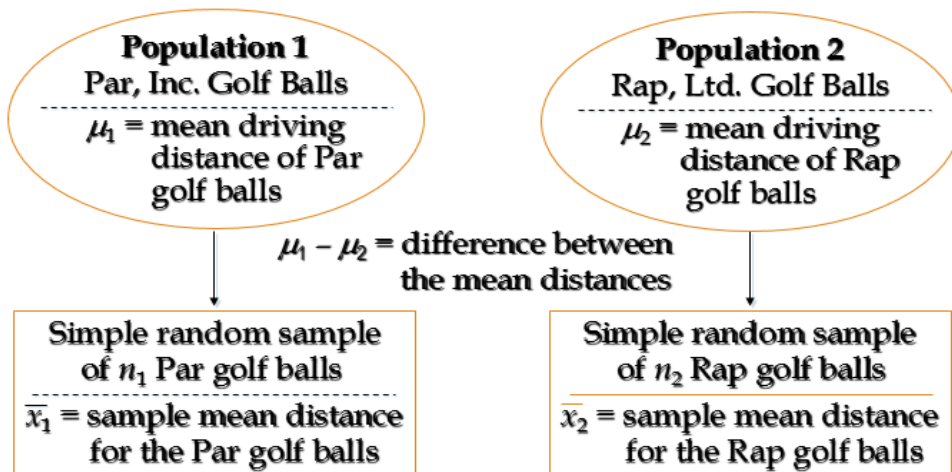 Population 1
Par, Inc. Golf Balls
μ₁ = mean driving
distance of Par
golf balls
Population 2
Rap, Ltd. Golf Balls
μ₂ = mean driving
distance of Rap
golf balls
μ₁ – μ₂ = difference between
the mean distances
Simple random sample
of n₁ Par golf balls
x̄₁ = sample mean distance
for the Par golf balls
Simple random sample
of n₂ Rap golf balls
x̄₂ = sample mean distance
for the Rap golf balls